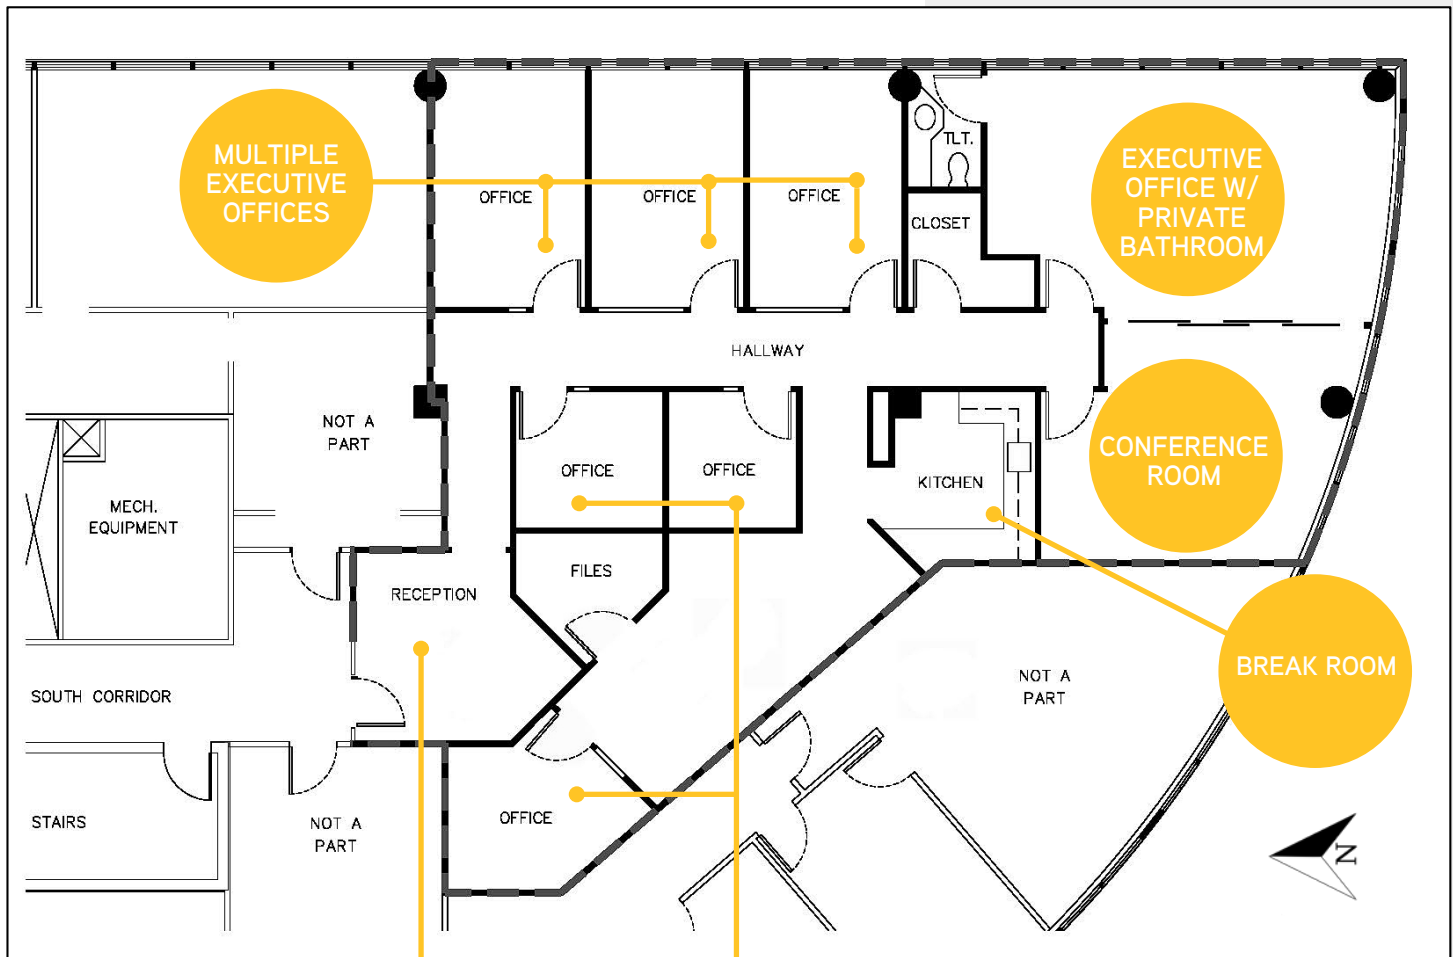 MULTIPLE
EXECUTIVE
OFFICES
EXECUTIVE
OFFICE W/
PRIVATE
BATHROOM
TLT.
OFFICE
OFFICE
OFFICE
CLOSET
HALLWAY
NOT A
PART
CONFERENCE
ROOM
OFFICE
OFFICE
KITCHEN
MECH.
EQUIPMENT
FILES
RECEPTION
BREAK ROOM
SOUTH CORRIDOR
NOT A
PART
STAIRS
NOT A
PART
OFFICE
N